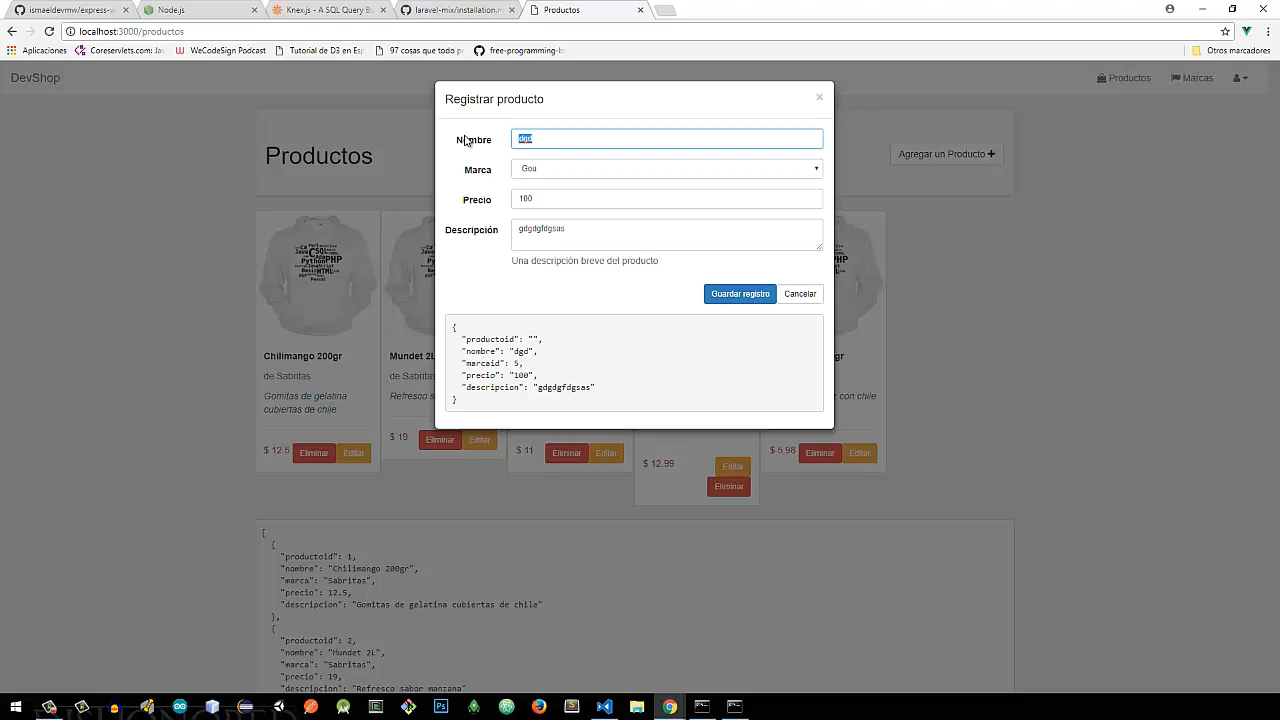 ismaeldevmw/express-vu
Node.js
Knex.js - A SQL Query Bu
laravel-mix/installation.m
Productos
localhost:3000/productos
Aplicaciones
Coreservlets.com: Jav
WeCodeSign Podcast
Tutorial de D3 en Esp
97 cosas que todo pr
free-programming-b
Otros marcadores
DevShop
Productos
Marcas
Registrar producto
×
Nombre
dgd
Marca
Gou
Precio
100
Descripción
gdgdgfdgsas
Una descripción breve del producto
Guardar registro
Cancelar
{
"productoid": "",
"nombre": "dgd",
"marcaid": 5,
"precio": "100",
"descripcion": "gdgdgfdgsas"
}
Productos
Agregar un Producto +
Chilimango 200gr
de Sabritas
Gomitas de gelatina
cubiertas de chile
$ 12.5
Eliminar
Editar
Mundet 2L
de Sabritas
Refresco s
$ 19
Eliminar
Editar
$ 11
Eliminar
Editar
$ 12.99
Editar
Eliminar
gr
r con chile
$ 5.98
Eliminar
Editar
[
{
"productoid": 1,
"nombre": "Chilimango 200gr",
"marca": "Sabritas",
"precio": 12.5,
"descripcion": "Gomitas de gelatina cubiertas de chile"
},
{
"productoid": 2,
"nombre": "Mundet 2L",
"marca": "Sabritas",
"precio": 19,
"descripcion": "Refresco sabor manzana"